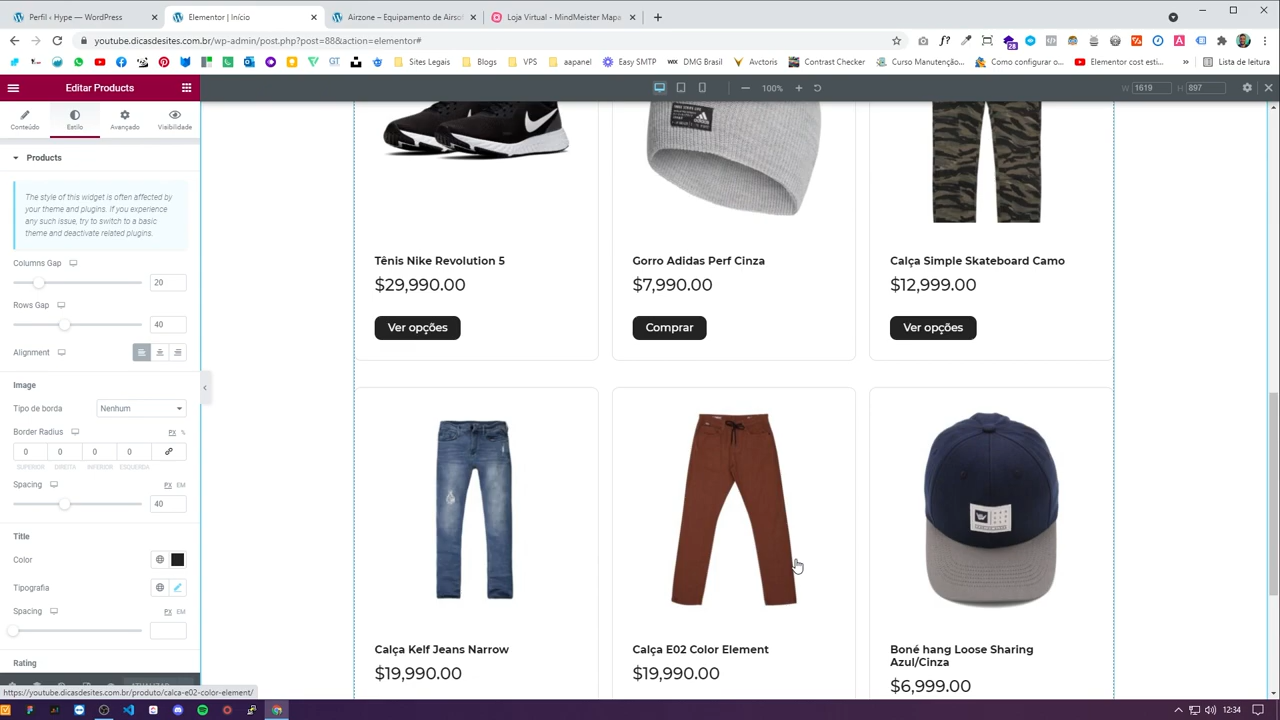 Perfil ‹ Hype — WordPress
Elementor | Início
Airzone – Equipamento de Airsof
Loja Virtual - MindMeister Mapa
youtube.dicasdesites.com.br/wp-admin/post.php?post=88&action=elementor#
28
Sites Legais
Blogs
VPS
aapanel
Easy SMTP
DMG Brasil
Avctoris
Contrast Checker
Curso Manutenção...
Como configurar o...
Elementor cost esti...
Lista de leitura
Editar Products
100%
W 1619
H 897
Conteúdo
Estilo
Avançado
Visibilidade
Products
The style of this widget is often affected by
your theme and plugins. If you experience
any such issue, try to switch to a basic
theme and deactivate related plugins.
Columns Gap
20
Rows Gap
40
Alignment
Image
Tipo de borda
Nenhum
Border Radius
PX %
0 0 0 0
SUPERIOR DIREITA INFERIOR ESQUERDA
Spacing
PX EM
40
Title
Color
Tipografia
Spacing
PX EM
Rating
ATUALIZAR
Tênis Nike Revolution 5
$29,990.00
Ver opções
Gorro Adidas Perf Cinza
$7,990.00
Comprar
Calça Simple Skateboard Camo
$12,999.00
Ver opções
Calça Kelf Jeans Narrow
$19,990.00
Calça E02 Color Element
$19,990.00
Boné hang Loose Sharing
Azul/Cinza
$6,999.00
https://youtube.dicasdesites.com.br/produto/calca-e02-color-element/
12:34